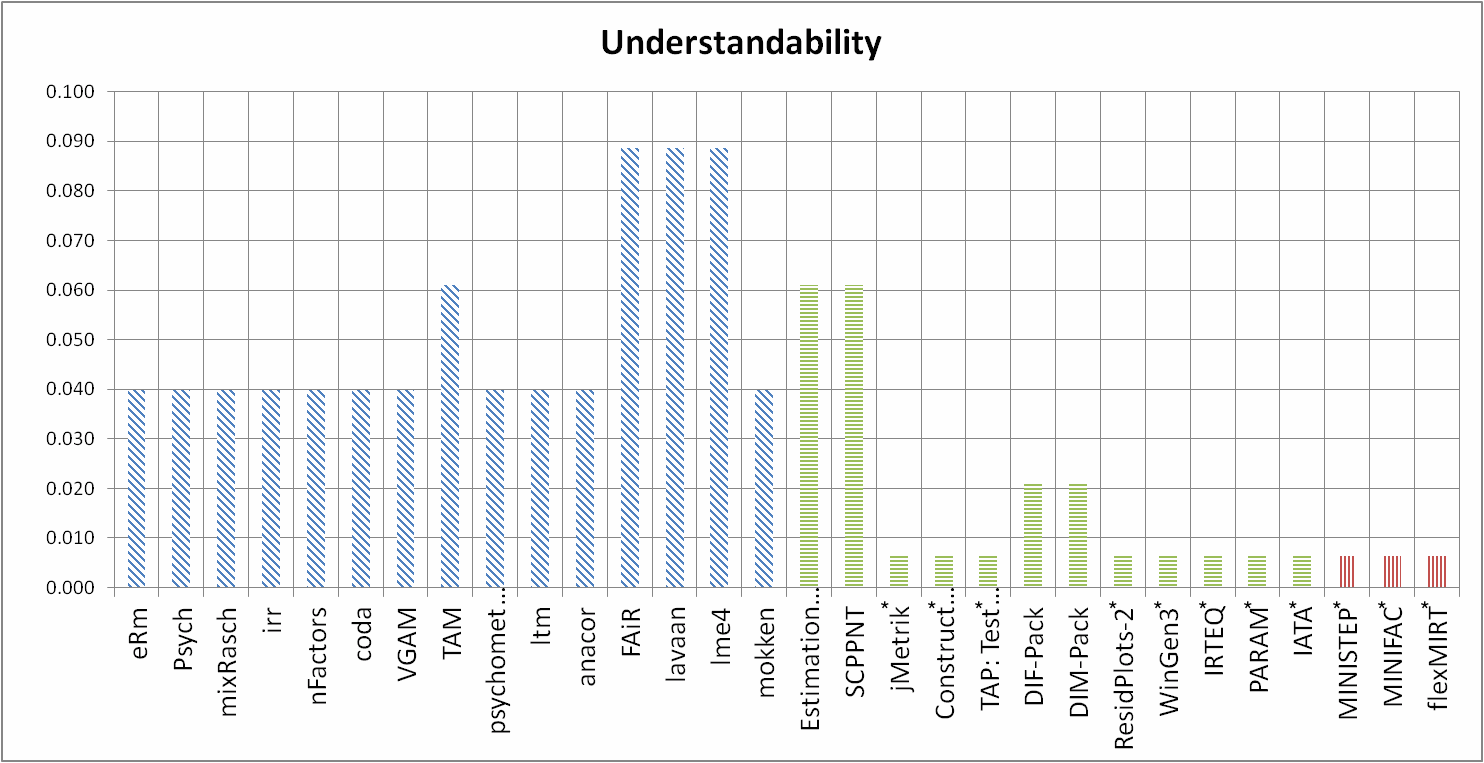 Understandability
0.100
0.090
0.080
0.070
0.060
0.050
0.040
0.030
0.020
0.010
0.000
eRm
Psych
mixRasch
irr
nFactors
coda
VGAM
TAM
psychomet...
ltm
anacor
FAiR
lavaan
lme4
mokken
Estimation...
SCPPNT
jMetrik*
Construct...*
TAP: Test...*
DIF-Pack
DIM-Pack
ResidPlots-2*
WinGen3*
IRTEQ*
PARAM*
IATA*
MINISTEP*
MINIFAC*
flexMIRT*